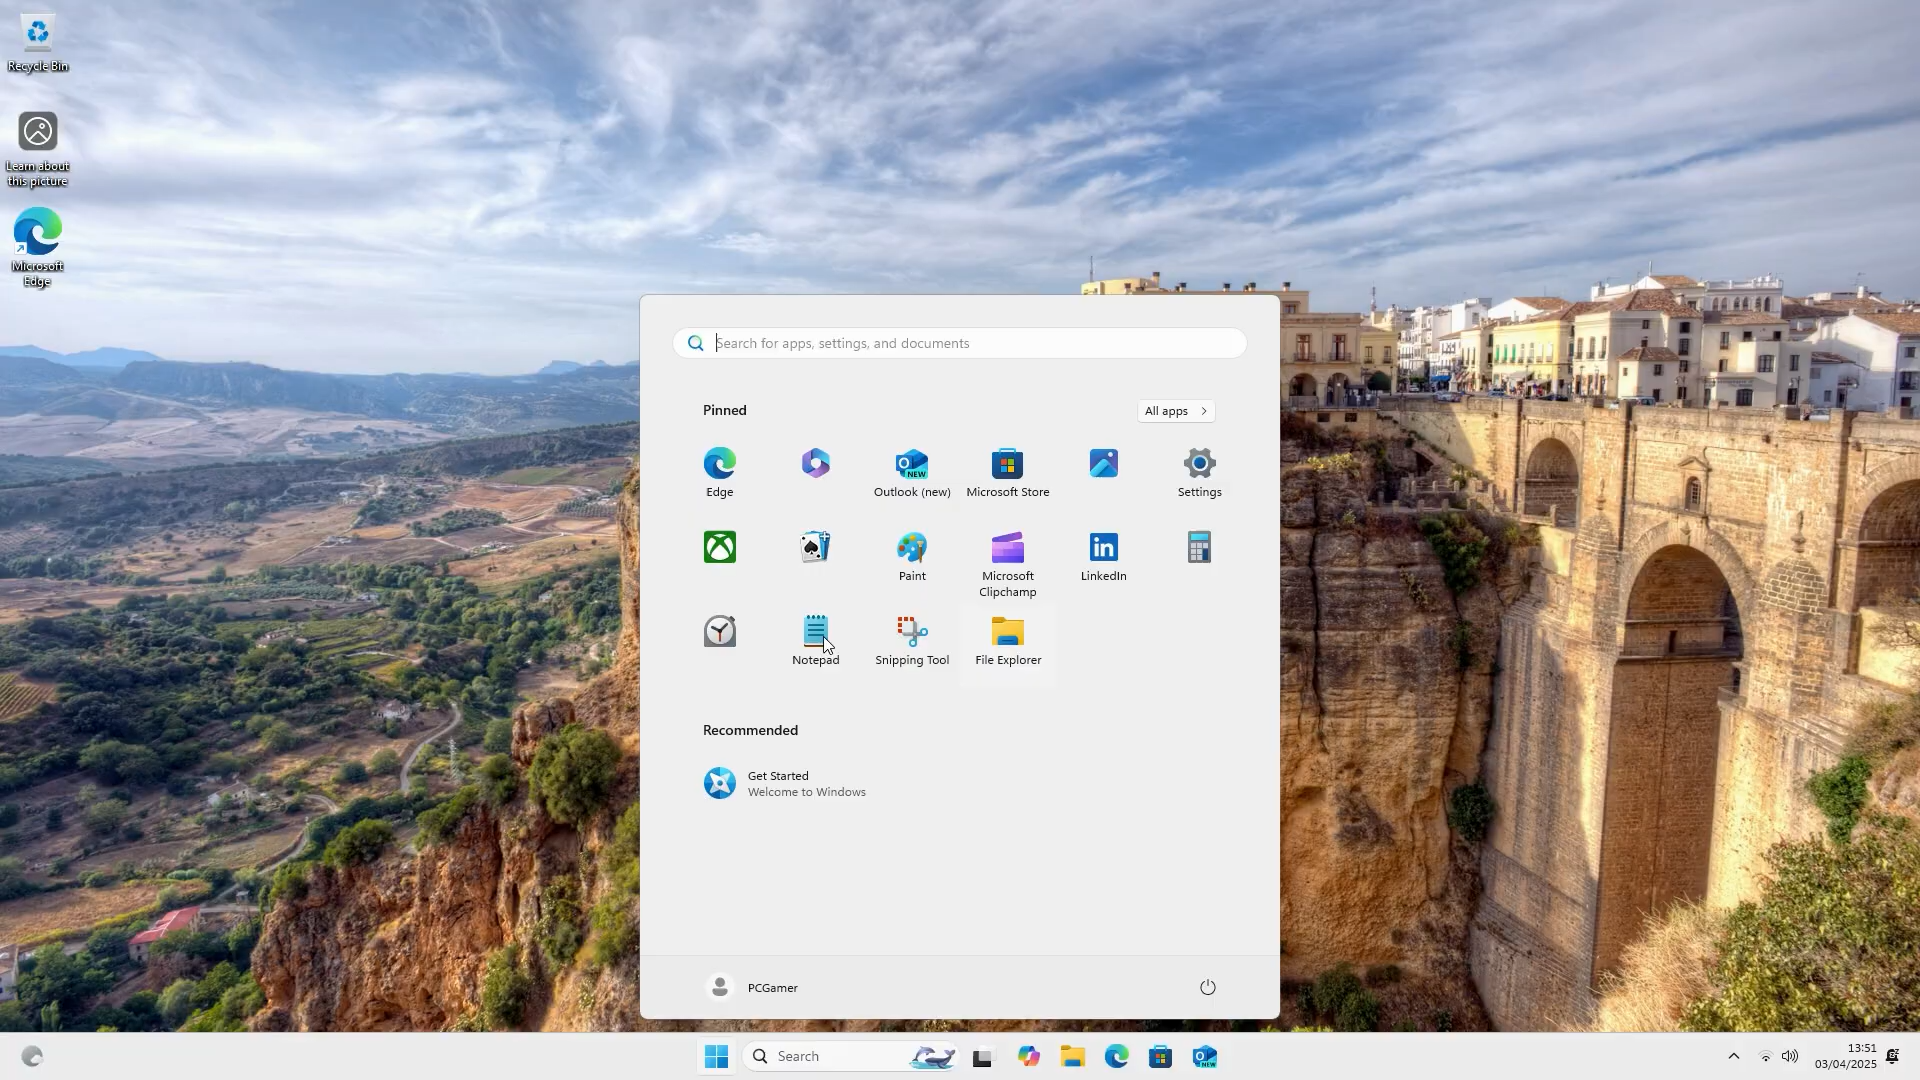 Recycle Bin
Learn about
this picture
Microsoft
Edge
Search for apps, settings, and documents
Pinned
All apps
Edge
Outlook (new)
Microsoft Store
Settings
Paint
Microsoft
Clipchamp
LinkedIn
Notepad
Snipping Tool
File Explorer
Recommended
Get Started
Welcome to Windows
PCGamer
Search
13:51
03/04/2025